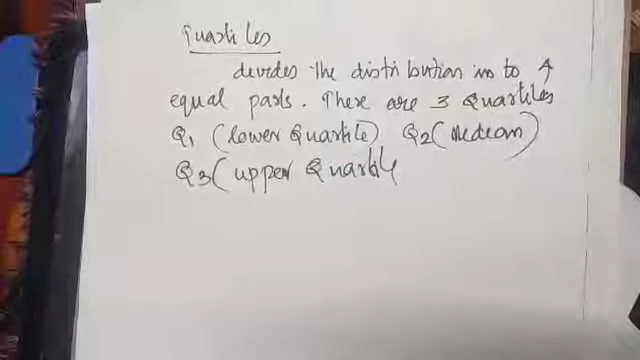 Quartiles
devides the distribution in to 4
equal parts. There are 3 Quartiles
Q1 (lower Quartile) Q2 (Median)
Q3 (upper Quartile